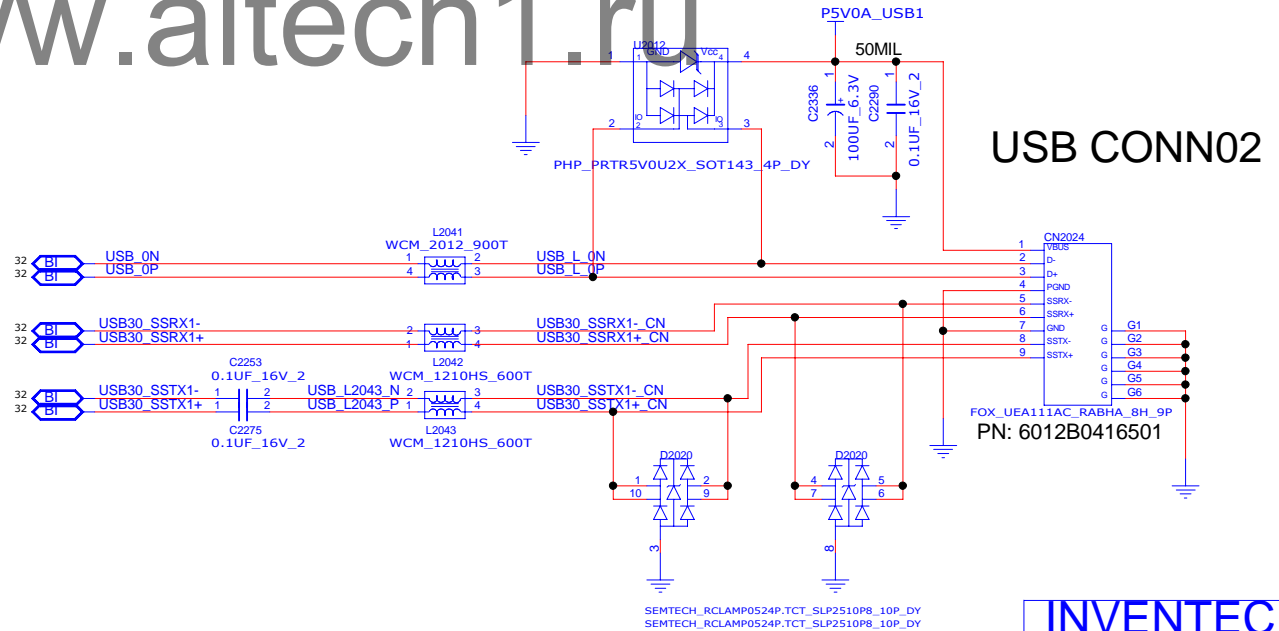 www.altech1.ru
P5V0A_USB1
50MIL
U2012
1 1 GND Vcc 4 4
2 IO 2 IO 3 3
PHP_PRTR5V0U2X_SOT143_4P_DY
C2336
1
2
100UF_6.3V
C2290
1
2
0.1UF_16V_2
USB CONN02
L2041
WCM_2012_900T
32 BI USB_0N 1 2 USB_L_0N
32 BI USB_0P 4 3 USB_L_0P
32 BI USB30_SSRX1- 2 3 USB30_SSRX1-_CN
32 BI USB30_SSRX1+ 1 4 USB30_SSRX1+_CN
L2042
WCM_1210HS_600T
C2253
0.1UF_16V_2
32 BI USB30_SSTX1- 1 2 USB_L2043_N 2 3 USB30_SSTX1-_CN
32 BI USB30_SSTX1+ 1 2 USB_L2043_P 1 4 USB30_SSTX1+_CN
C2275
0.1UF_16V_2
L2043
WCM_1210HS_600T
CN2024
1 VBUS
2 D-
3 D+
4 PGND
5 SSRX-
6 SSRX+
7 GND
8 SSTX-
9 SSTX+
G G1
G G2
G G3
G G4
G G5
G G6
FOX_UEA111AC_RABHA_8H_9P
PN: 6012B0416501
D2020
1 2
10 9
3
D2020
4 5
7 6
8
SEMTECH_RCLAMP0524P.TCT_SLP2510P8_10P_DY
SEMTECH_RCLAMP0524P.TCT_SLP2510P8_10P_DY
INVENTEC